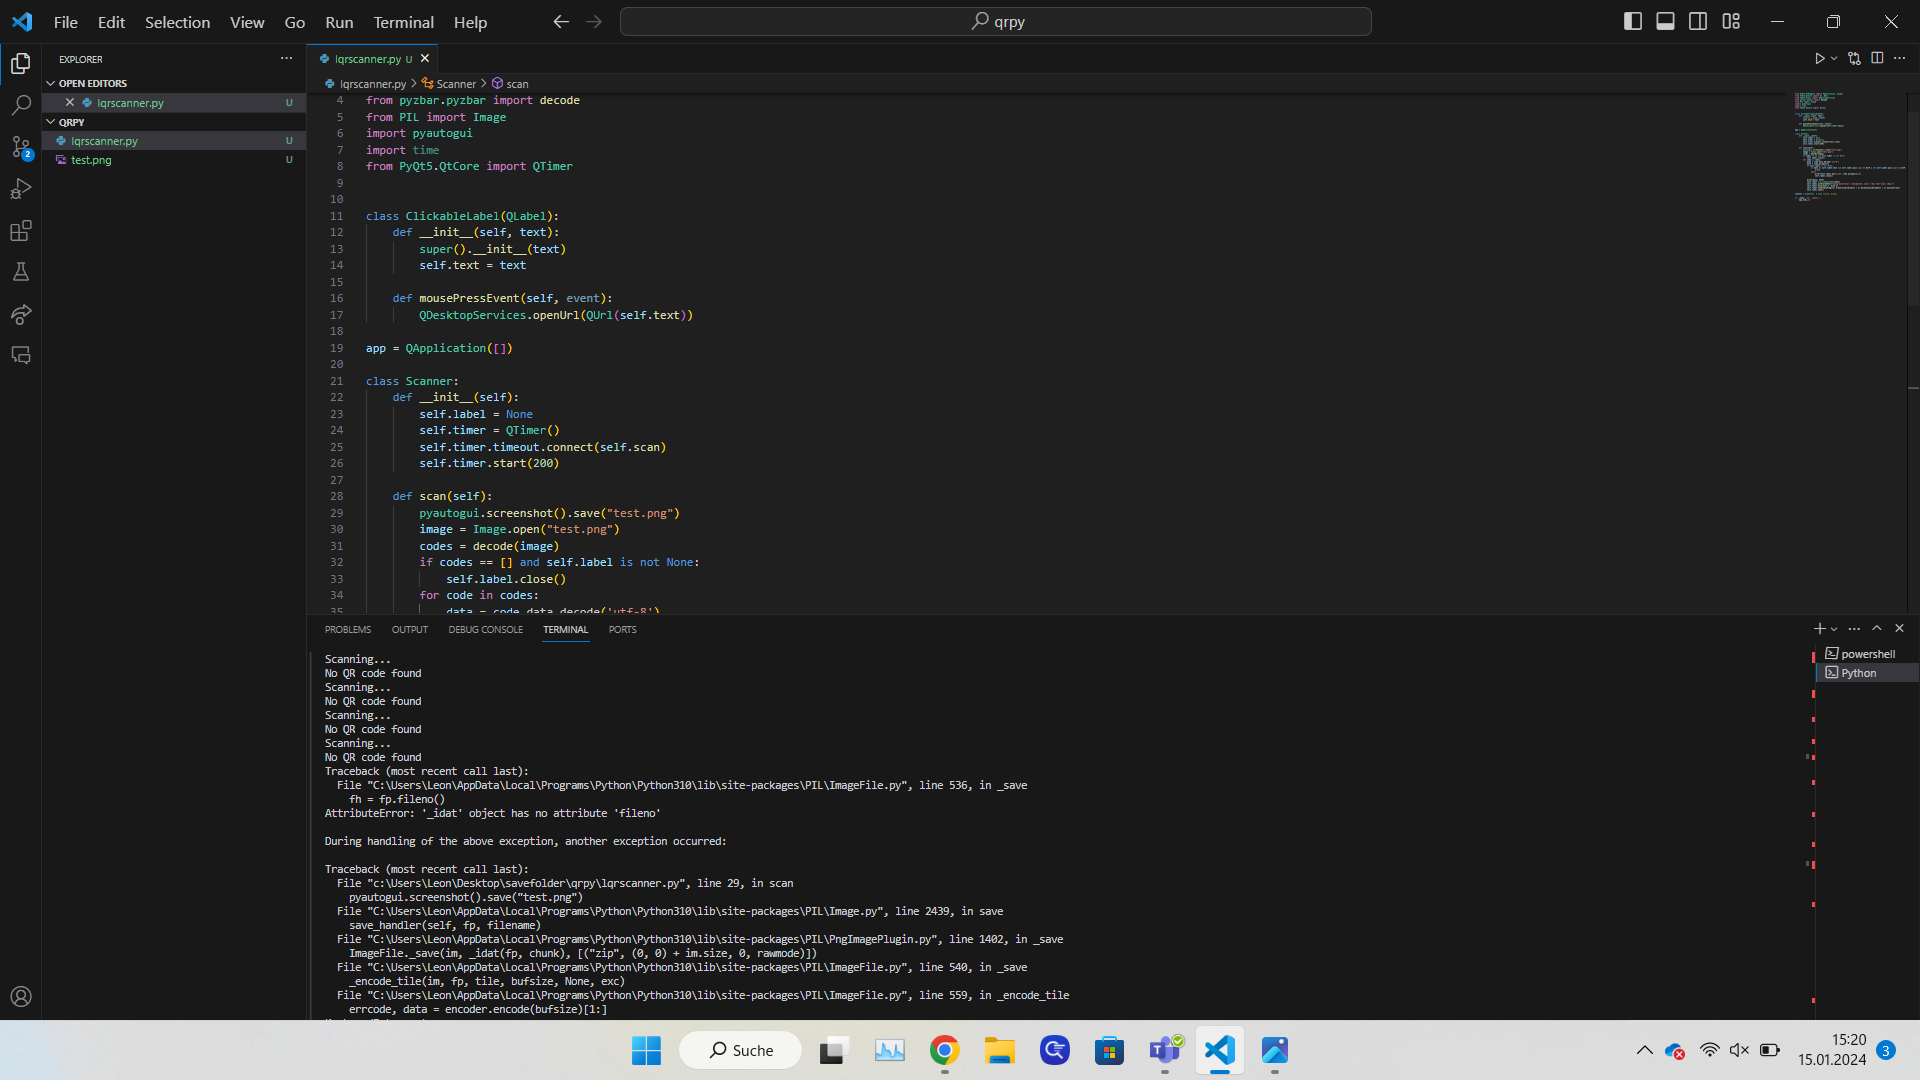 File Edit Selection View Go Run Terminal Help
qrpy
EXPLORER
OPEN EDITORS
lqrscanner.py U
QRPY
lqrscanner.py U
test.png U
2
lqrscanner.py U
lqrscanner.py > Scanner > scan
4 from pyzbar.pyzbar import decode
5 from PIL import Image
6 import pyautogui
7 import time
8 from PyQt5.QtCore import QTimer
9
10
11 class ClickableLabel(QLabel):
12 def __init__(self, text):
13 super().__init__(text)
14 self.text = text
15
16 def mousePressEvent(self, event):
17 QDesktopServices.openUrl(QUrl(self.text))
18
19 app = QApplication([])
20
21 class Scanner:
22 def __init__(self):
23 self.label = None
24 self.timer = QTimer()
25 self.timer.timeout.connect(self.scan)
26 self.timer.start(200)
27
28 def scan(self):
29 pyautogui.screenshot().save("test.png")
30 image = Image.open("test.png")
31 codes = decode(image)
32 if codes == [] and self.label is not None:
33 self.label.close()
34 for code in codes:
35 data = code.data.decode('utf-8')
PROBLEMS OUTPUT DEBUG CONSOLE TERMINAL PORTS
powershell
Python
Scanning...
No QR code found
Scanning...
No QR code found
Scanning...
No QR code found
Scanning...
No QR code found
Traceback (most recent call last):
File "C:\Users\Leon\AppData\Local\Programs\Python\Python310\lib\site-packages\PIL\ImageFile.py", line 536, in _save
fh = fp.fileno()
AttributeError: '_idat' object has no attribute 'fileno'
During handling of the above exception, another exception occurred:
Traceback (most recent call last):
File "c:\Users\Leon\Desktop\savefolder\qrpy\lqrscanner.py", line 29, in scan
pyautogui.screenshot().save("test.png")
File "C:\Users\Leon\AppData\Local\Programs\Python\Python310\lib\site-packages\PIL\Image.py", line 2439, in save
save_handler(self, fp, filename)
File "C:\Users\Leon\AppData\Local\Programs\Python\Python310\lib\site-packages\PIL\PngImagePlugin.py", line 1402, in _save
ImageFile._save(im, _idat(fp, chunk), [("zip", (0, 0) + im.size, 0, rawmode)])
File "C:\Users\Leon\AppData\Local\Programs\Python\Python310\lib\site-packages\PIL\ImageFile.py", line 540, in _save
_encode_tile(im, fp, tile, bufsize, None, exc)
File "C:\Users\Leon\AppData\Local\Programs\Python\Python310\lib\site-packages\PIL\ImageFile.py", line 559, in _encode_tile
errcode, data = encoder.encode(bufsize)[1:]
Suche
15:20
15.01.2024
3